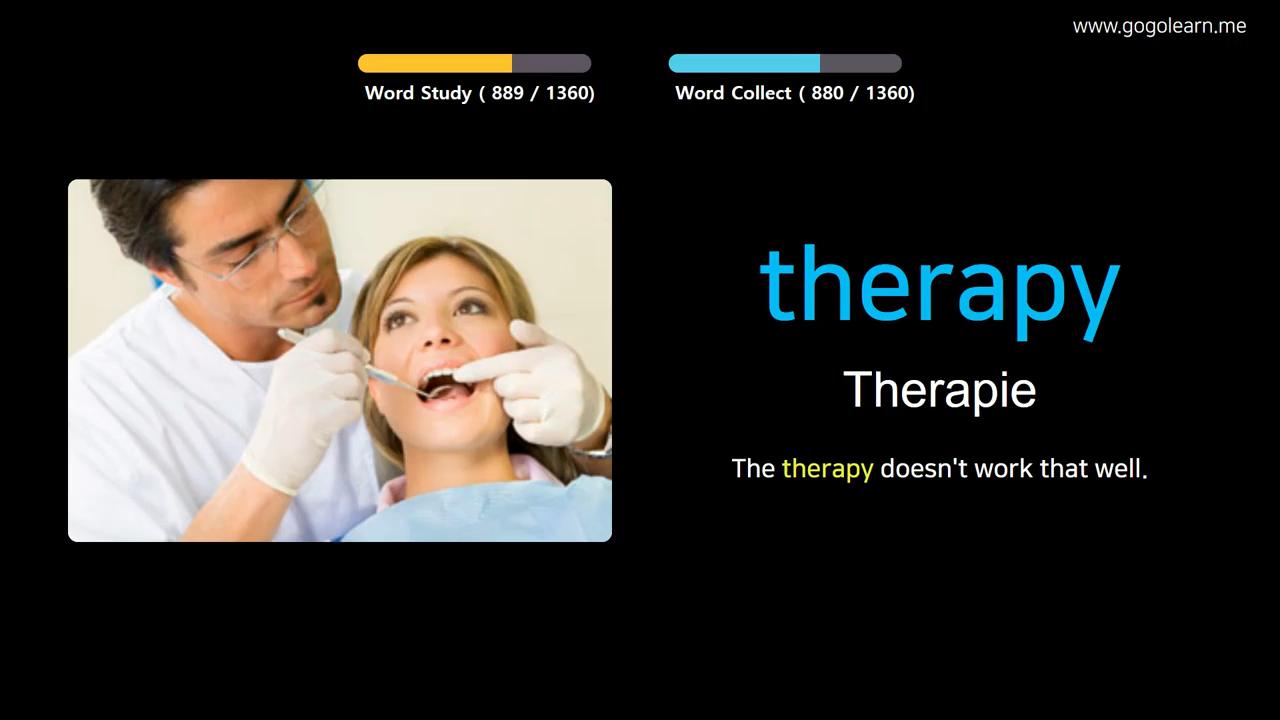 www.gogolearn.me
Word Study ( 889 / 1360)
Word Collect ( 880 / 1360)
therapy
Therapie
The therapy doesn't work that well.